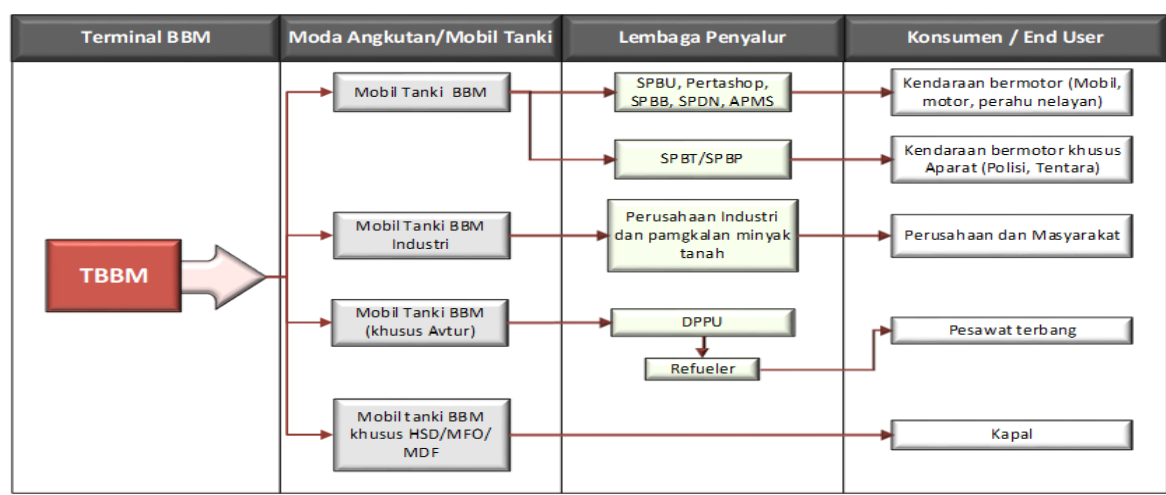 Terminal BBM
Moda Angkutan/Mobil Tanki
Lembaga Penyalur
Konsumen / End User
TBBM
Mobil Tanki BBM
SPBU, Pertashop,
SPBB, SPDN, APMS
Kendaraan bermotor (Mobil,
motor, perahu nelayan)
SPBT/SPBP
Kendaraan bermotor khusus
Aparat (Polisi, Tentara)
Mobil Tanki BBM
Industri
Perusahaan Industri
dan pamgkalan minyak
tanah
Perusahaan dan Masyarakat
Mobil Tanki BBM
(khusus Avtur)
DPPU
Refueler
Pesawat terbang
Mobil tanki BBM
khusus HSD/MFO/
MDF
Kapal